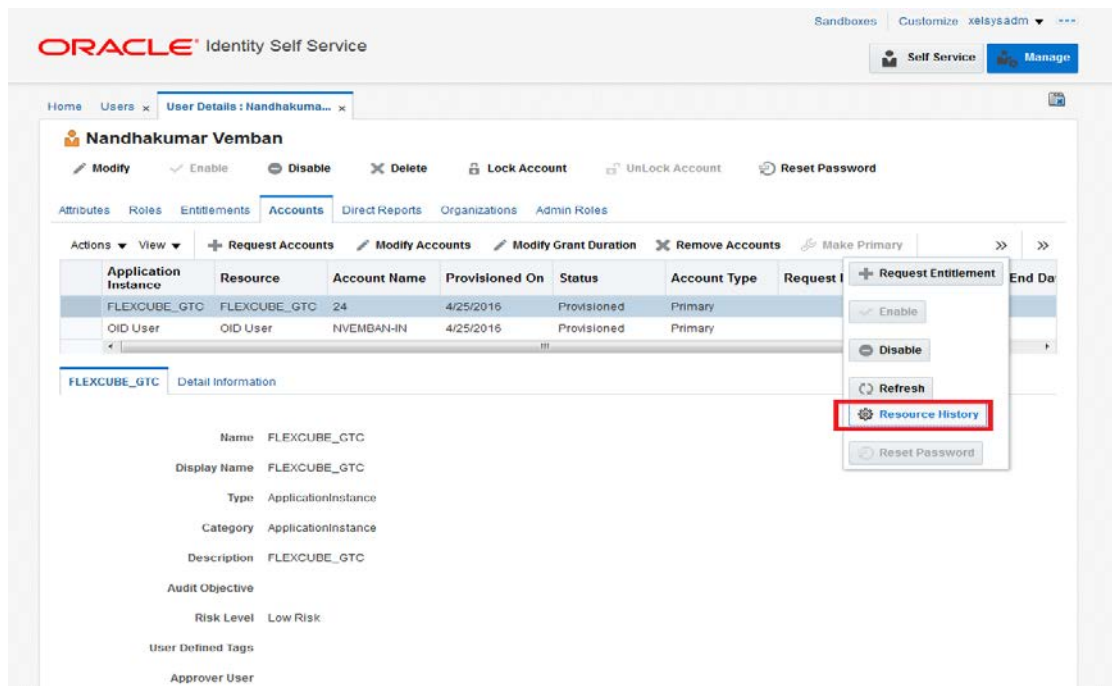 Sandboxes Customize xelsysadm
ORACLE Identity Self Service
Self Service Manage
Home Users x User Details : Nandhakuma... x
Nandhakumar Vemban
Modify Enable Disable Delete Lock Account UnLock Account Reset Password
Attributes Roles Entitlements Accounts Direct Reports Organizations Admin Roles
Actions View Request Accounts Modify Accounts Modify Grant Duration Remove Accounts Make Primary » »
Application Instance Resource Account Name Provisioned On Status Account Type Request End Da
FLEXCUBE_GTC FLEXCUBE_GTC 24 4/25/2016 Provisioned Primary
OID User OID User NVEMBAN-IN 4/25/2016 Provisioned Primary
Request Entitlement
Enable
Disable
Refresh
Resource History
Reset Password
FLEXCUBE_GTC Detail Information
Name FLEXCUBE_GTC
Display Name FLEXCUBE_GTC
Type ApplicationInstance
Category ApplicationInstance
Description FLEXCUBE_GTC
Audit Objective
Risk Level Low Risk
User Defined Tags
Approver User